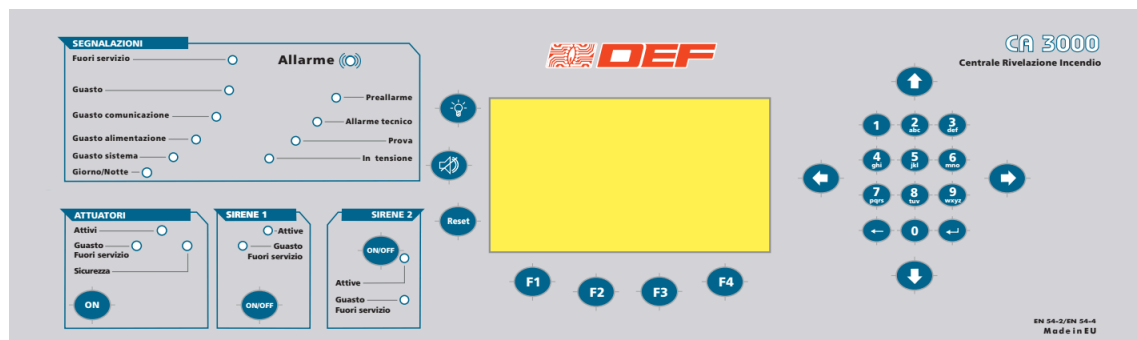 SEGNALAZIONI
Fuori servizio
Allarme
Guasto
Preallarme
Guasto comunicazione
Allarme tecnico
Guasto alimentazione
Prova
Guasto sistema
In tensione
Giorno/Notte
ATTUATORI
Attivi
Guasto
Fuori servizio
Sicurezza
ON
SIRENE 1
Attive
Guasto
Fuori servizio
ON/OFF
SIRENE 2
ON/OFF
Attive
Guasto
Fuori servizio
Reset
DEF
F1
F2
F3
F4
CA 3000
Centrale Rivelazione Incendio
1
2
abc
3
def
4
ghi
5
jkl
6
mno
7
pqrs
8
tuv
9
wxyz
0
EN 54-2/EN 54-4
Made in EU